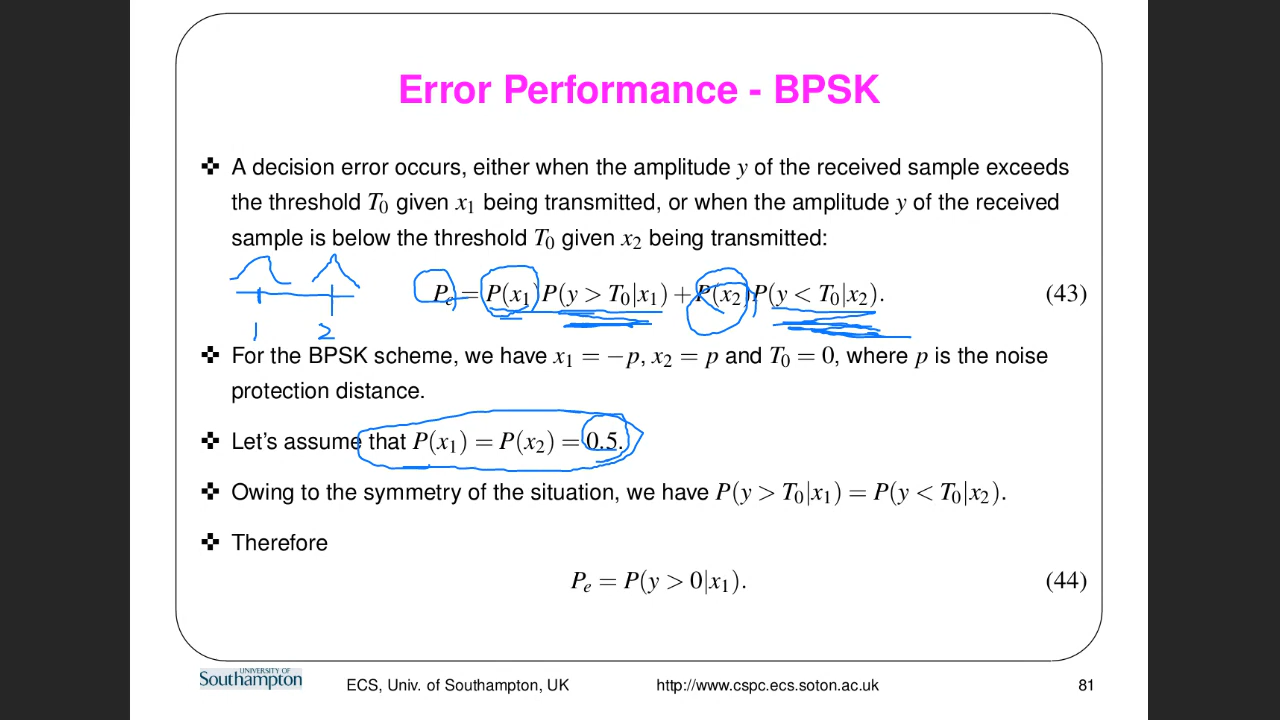 Error Performance - BPSK
✤ A decision error occurs, either when the amplitude y of the received sample exceeds
the threshold T₀ given x₁ being transmitted, or when the amplitude y of the received
sample is below the threshold T₀ given x₂ being transmitted:
Pₑ = P(x₁)P(y > T₀|x₁) + P(x₂)P(y < T₀|x₂). (43)
1 2
✤ For the BPSK scheme, we have x₁ = −p, x₂ = p and T₀ = 0, where p is the noise
protection distance.
✤ Let's assume that P(x₁) = P(x₂) = 0.5.
✤ Owing to the symmetry of the situation, we have P(y > T₀|x₁) = P(y < T₀|x₂).
✤ Therefore
Pₑ = P(y > 0|x₁). (44)
UNIVERSITY OF
Southampton
ECS, Univ. of Southampton, UK http://www.cspc.ecs.soton.ac.uk 81